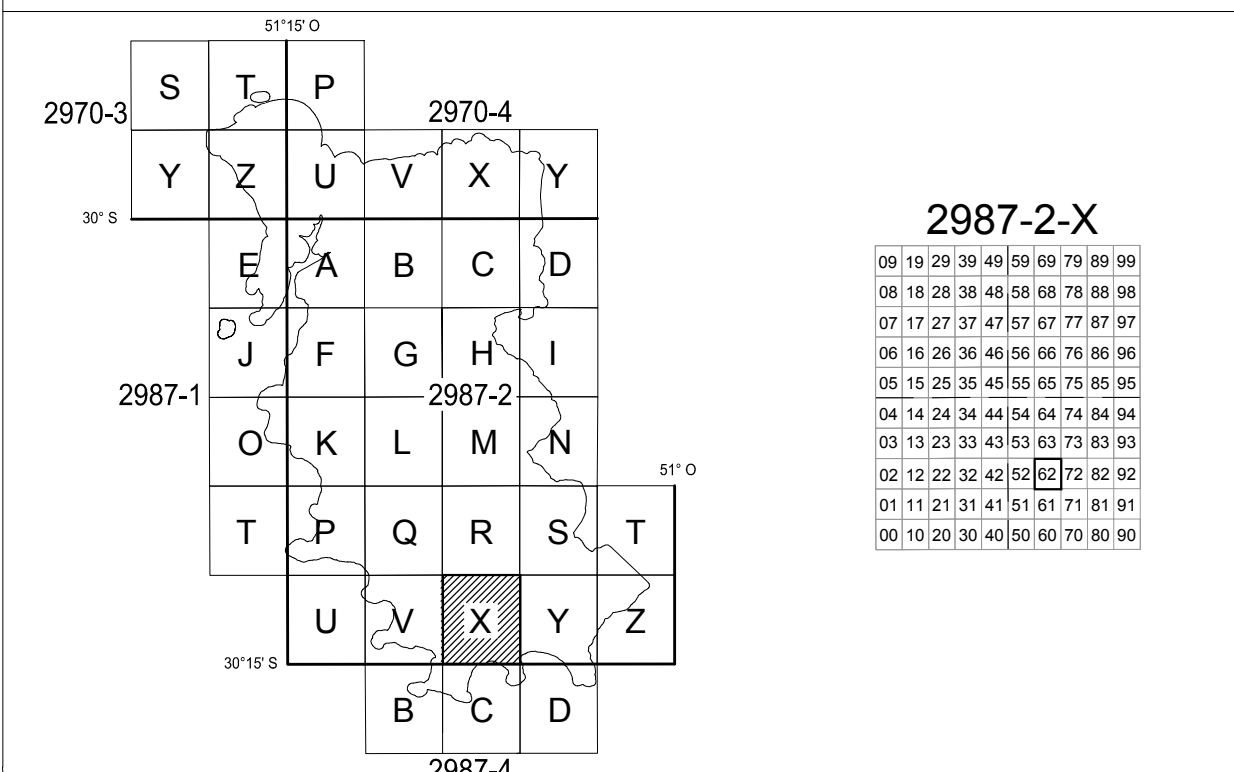 51°15' O
S T P
2970-3
2970-4
Y Z U V X Y
30° S
E A B C D
J F G H I
2987-1
2987-2
O K L M N
51° O
T P Q R S T
U V X Y Z
30°15' S
B C D
2987-4
2987-2-X
09 19 29 39 49 59 69 79 89 99
08 18 28 38 48 58 68 78 88 98
07 17 27 37 47 57 67 77 87 97
06 16 26 36 46 56 66 76 86 96
05 15 25 35 45 55 65 75 85 95
04 14 24 34 44 54 64 74 84 94
03 13 23 33 43 53 63 73 83 93
02 12 22 32 42 52 62 72 82 92
01 11 21 31 41 51 61 71 81 91
00 10 20 30 40 50 60 70 80 90